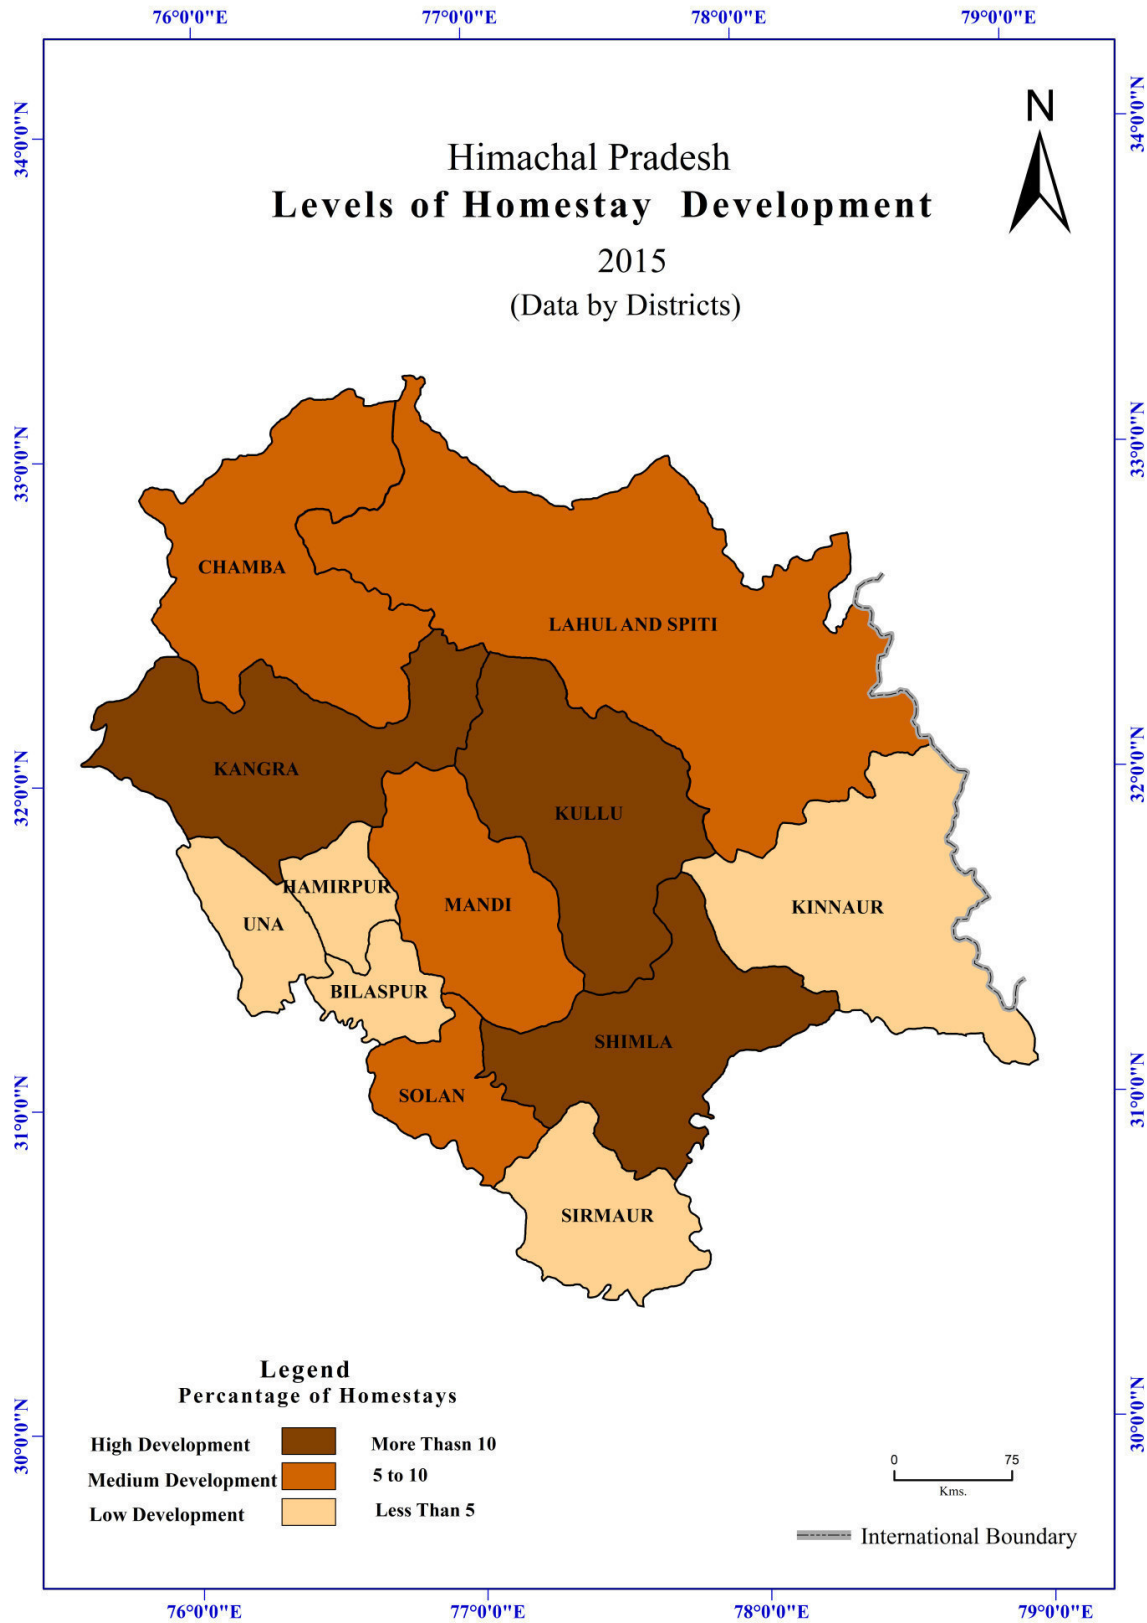 76°0'0"E 77°0'0"E 78°0'0"E 79°0'0"E
34°0'0"N
34°0'0"N
N
Himachal Pradesh
Levels of Homestay Development
2015
(Data by Districts)
33°0'0"N
33°0'0"N
CHAMBA
LAHUL AND SPITI
32°0'0"N
32°0'0"N
KANGRA
KULLU
HAMIRPUR
MANDI
KINNAUR
UNA
BILASPUR
SHIMLA
SOLAN
31°0'0"N
31°0'0"N
SIRMAUR
Legend
Percantage of Homestays
High Development More Thasn 10
Medium Development 5 to 10
Low Development Less Than 5
30°0'0"N
30°0'0"N
0 75
Kms.
International Boundary
76°0'0"E 77°0'0"E 78°0'0"E 79°0'0"E